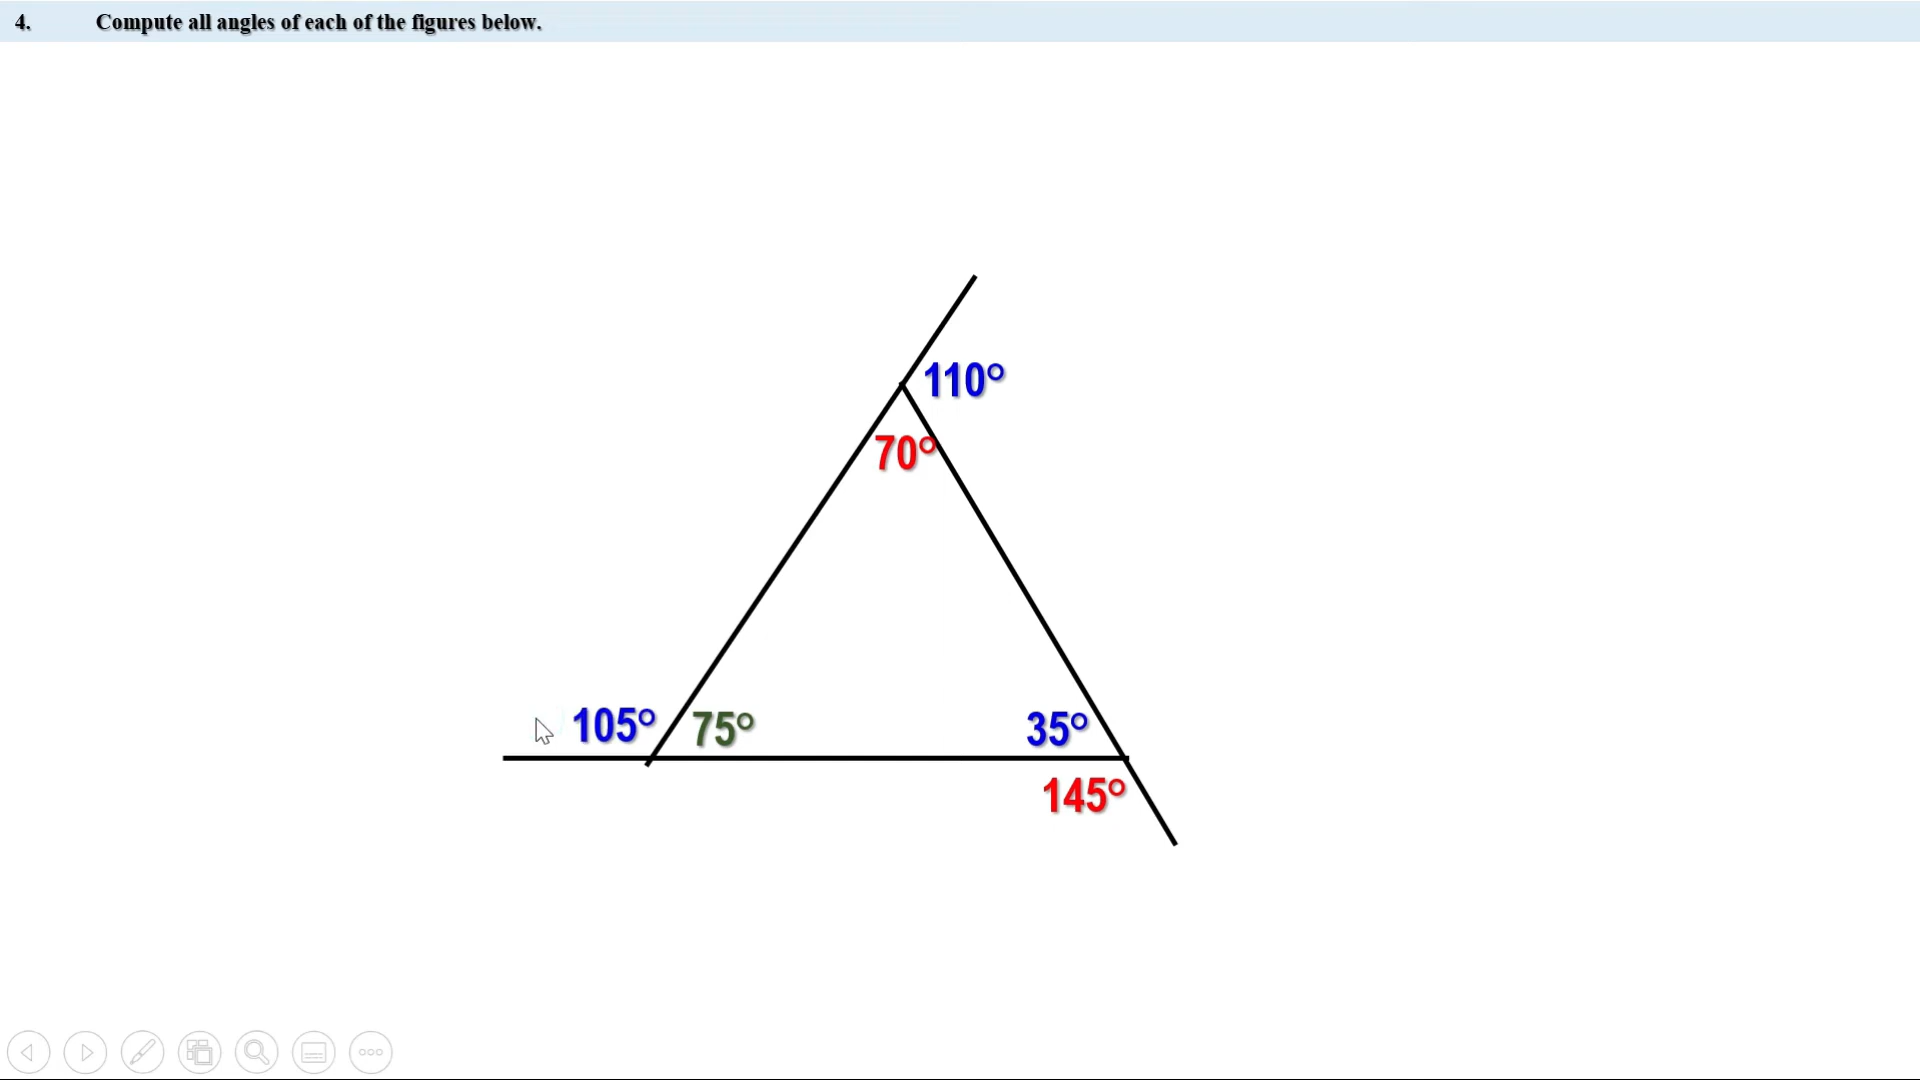 4. Compute all angles of each of the figures below.
110°
70°
105° 75° 35°
145°